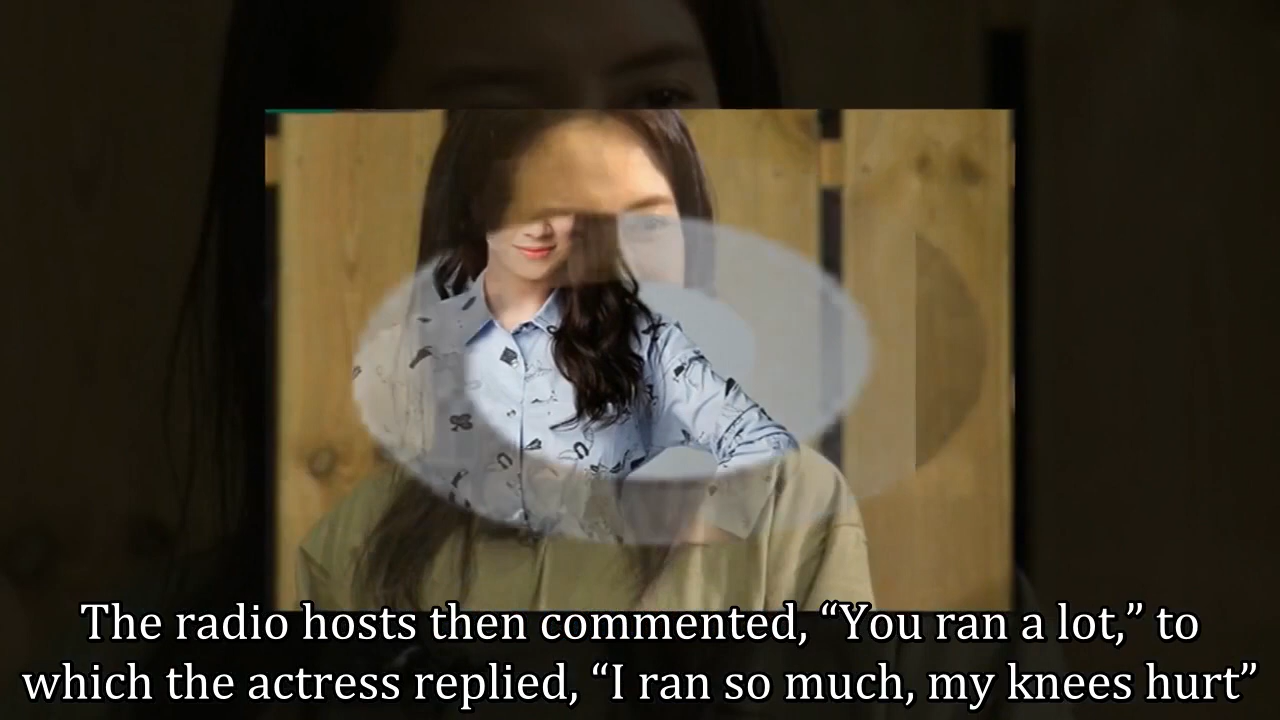 The radio hosts then commented, “You ran a lot,” to
which the actress replied, “I ran so much, my knees hurt”